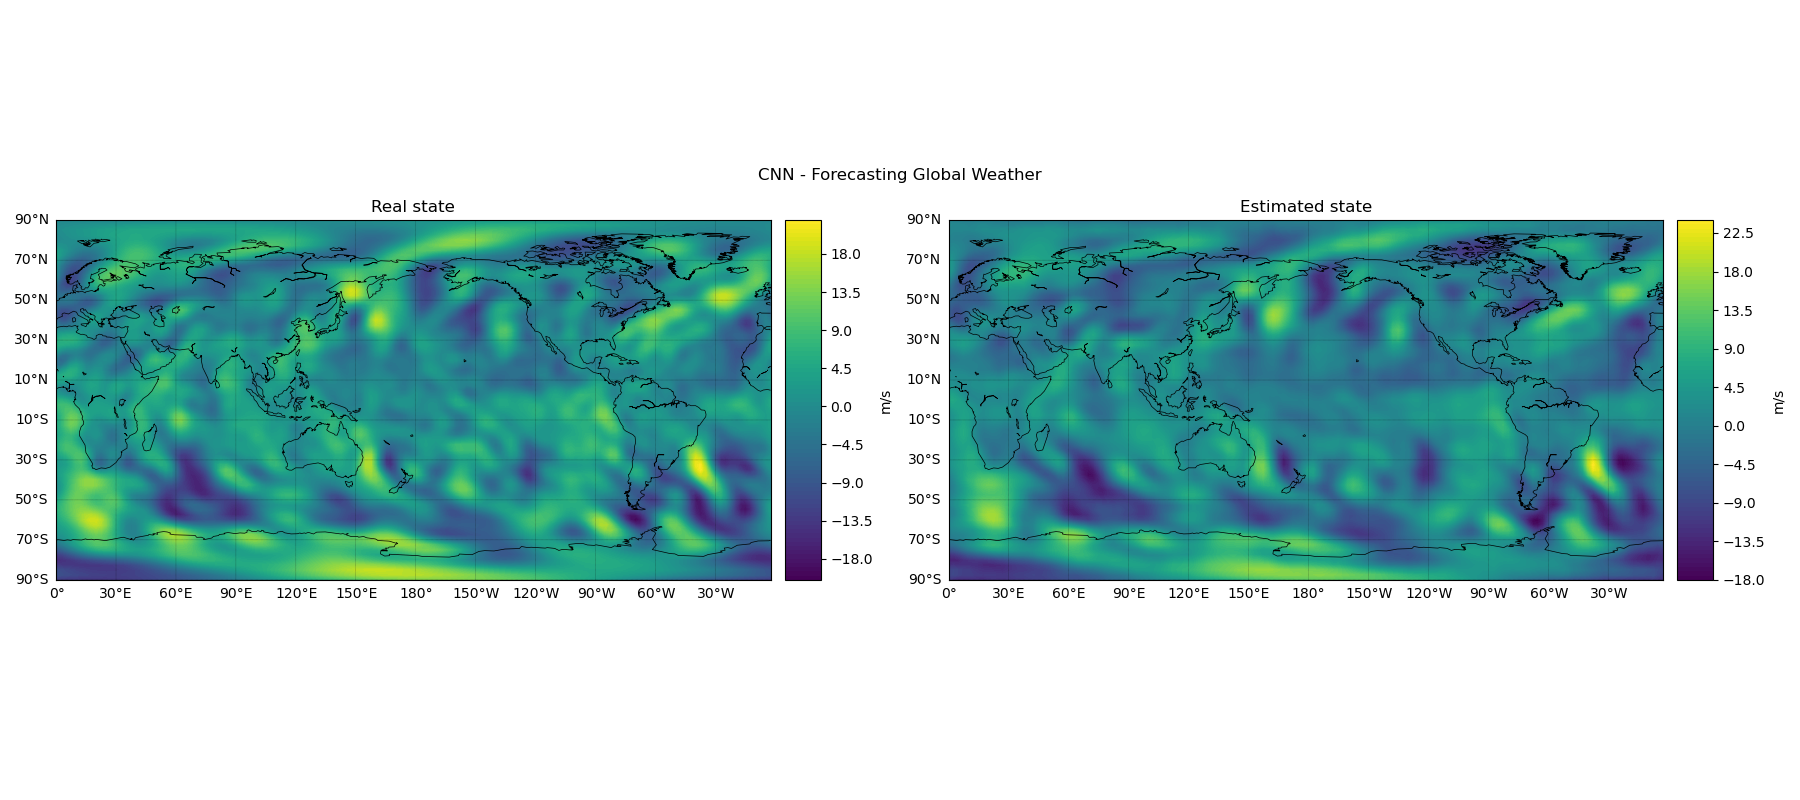 CNN - Forecasting Global Weather
Real state
90°N
70°N
50°N
30°N
10°N
10°S
30°S
50°S
70°S
90°S
0° 30°E 60°E 90°E 120°E 150°E 180° 150°W 120°W 90°W 60°W 30°W
18.0
13.5
9.0
4.5
0.0
−4.5
−9.0
−13.5
−18.0
m/s
Estimated state
90°N
70°N
50°N
30°N
10°N
10°S
30°S
50°S
70°S
90°S
0° 30°E 60°E 90°E 120°E 150°E 180° 150°W 120°W 90°W 60°W 30°W
22.5
18.0
13.5
9.0
4.5
0.0
−4.5
−9.0
−13.5
−18.0
m/s